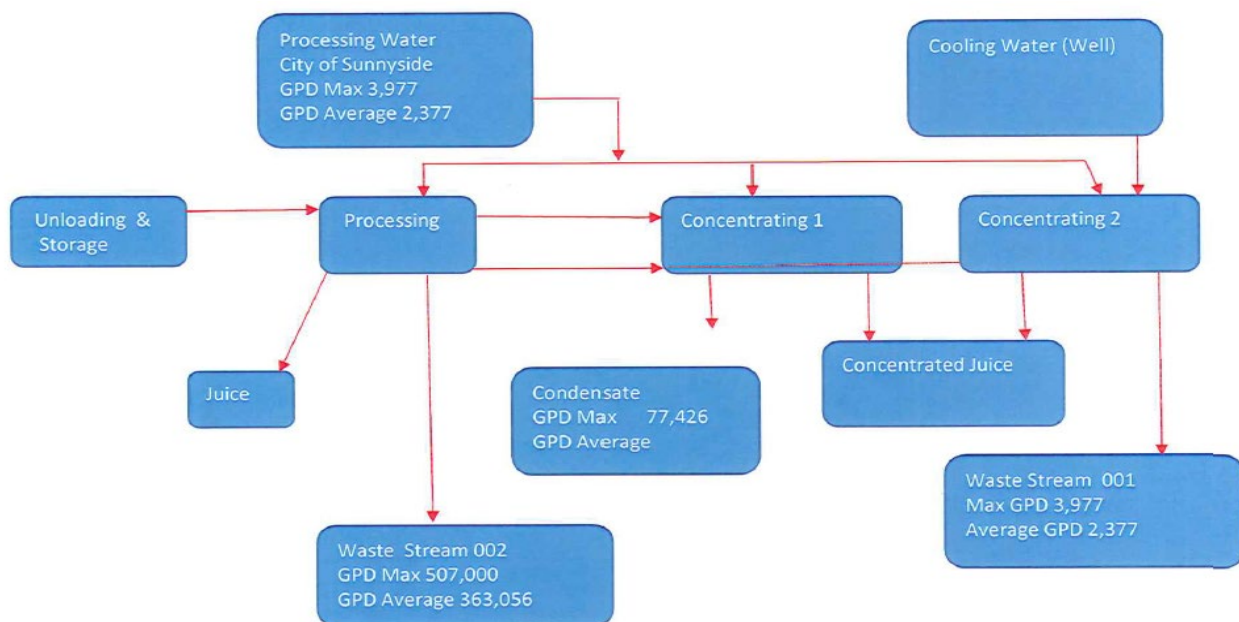 Processing Water
City of Sunnyside
GPD Max 3,977
GPD Average 2,377
Cooling Water (Well)
Unloading &
Storage
Processing
Concentrating 1
Concentrating 2
Juice
Condensate
GPD Max 77,426
GPD Average
Concentrated Juice
Waste Stream 001
Max GPD 3,977
Average GPD 2,377
Waste Stream 002
GPD Max 507,000
GPD Average 363,056